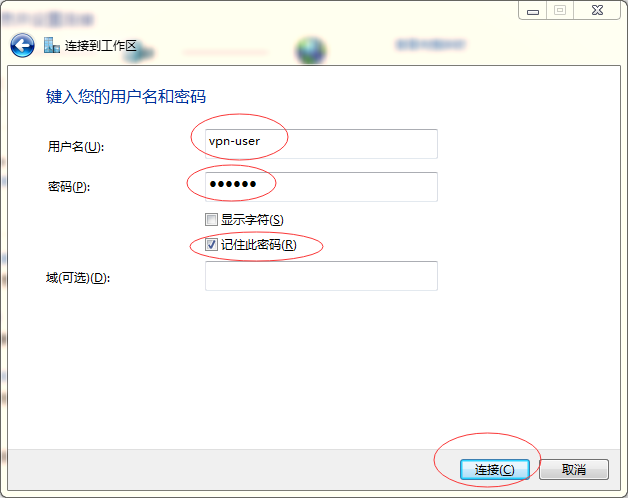 连接到工作区
键入您的用户名和密码
用户名(U):
vpn-user
密码(P):
●●●●●●
显示字符(S)
记住此密码(R)
域(可选)(D):
连接(C)
取消